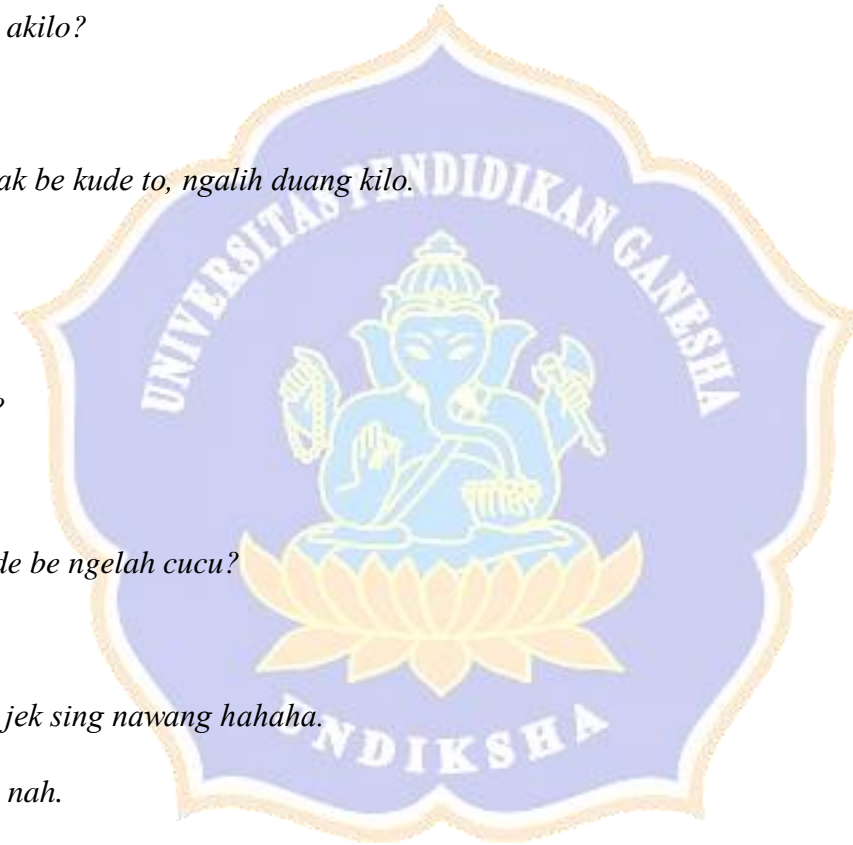 akilo?
ak be kude to, ngalih duang kilo.
UNIVERSITAS PENDIDIKAN GANESHA
?
de be ngelah cucu?
jek sing nawang hahaha.
UNDIKSHA
nah.